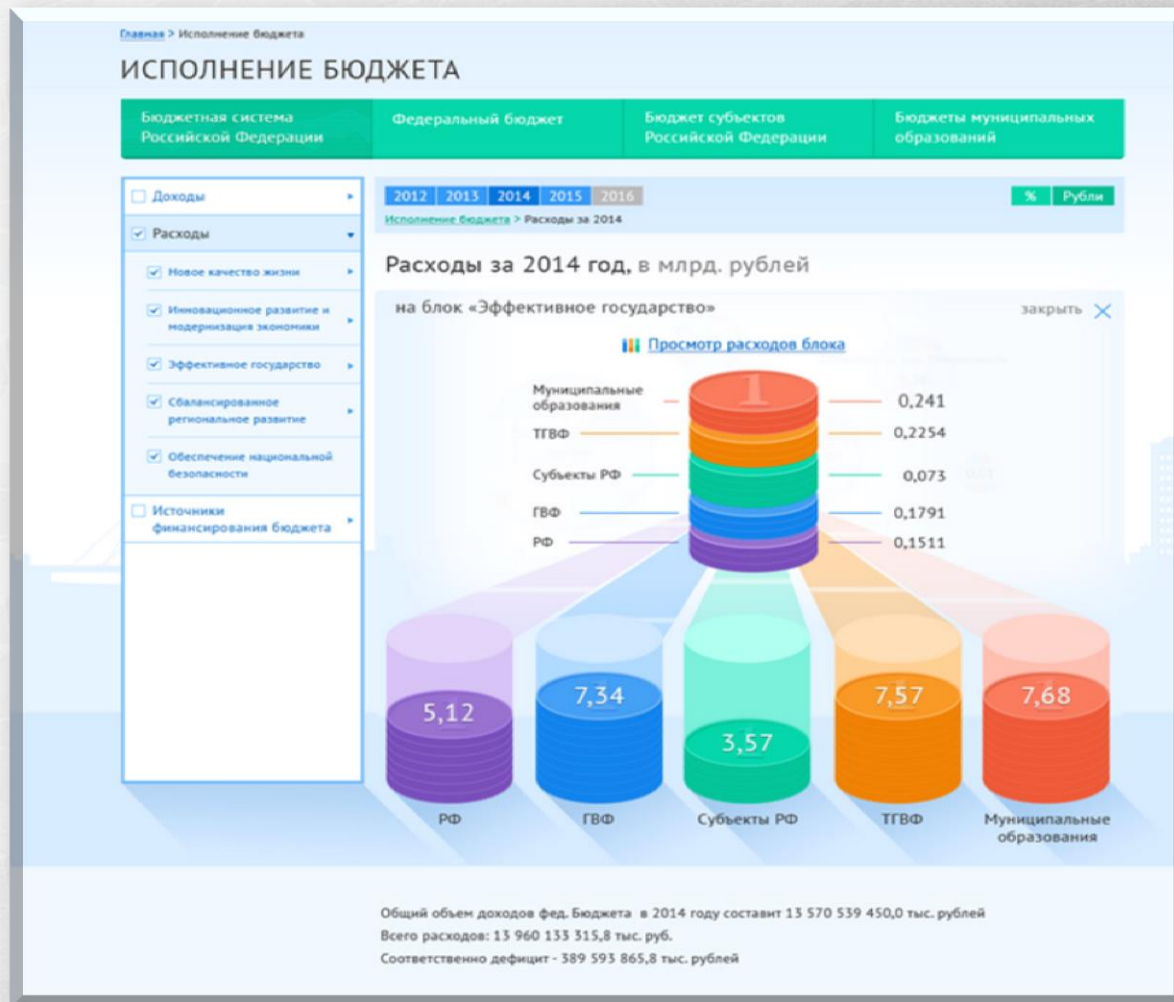 Главная > Исполнение бюджета
ИСПОЛНЕНИЕ БЮДЖЕТА
Бюджетная система
Российской Федерации
Федеральный бюджет
Бюджет субъектов
Российской Федерации
Бюджеты муниципальных
образований
Доходы
Расходы
Новое качество жизни
Инновационное развитие и
модернизация экономики
Эффективное государство
Сбалансированное
региональное развитие
Обеспечение национальной
безопасности
Источники
финансирования бюджета
2012 2013 2014 2015 2016
% Рубли
Исполнение бюджета > Расходы за 2014
Расходы за 2014 год, в млрд. рублей
на блок «Эффективное государство»
закрыть
Просмотр расходов блока
1
Муниципальные
образования
0,241
ТГВФ 0,2254
Субъекты РФ 0,073
ГВФ 0,1791
РФ 0,1511
5,12
7,34
3,57
7,57
7,68
РФ
ГВФ
Субъекты РФ
ТГВФ
Муниципальные
образования
Общий объем доходов фед. Бюджета в 2014 году составит 13 570 539 450,0 тыс. рублей
Всего расходов: 13 960 133 315,8 тыс. руб.
Соответственно дефицит - 389 593 865,8 тыс. рублей